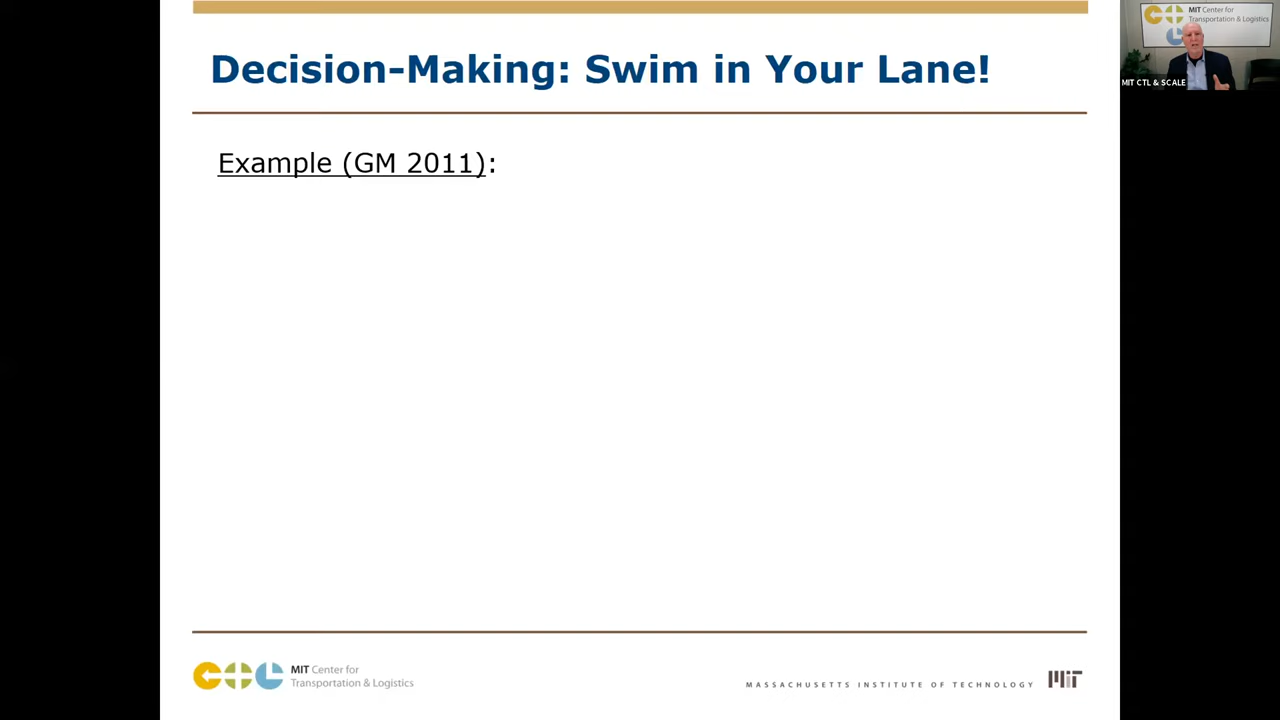 Decision-Making: Swim in Your Lane!
MIT Center for
Transportation & Logistics
MIT CTL & SCALE
Example (GM 2011):
MIT Center for
Transportation & Logistics
MASSACHUSETTS INSTITUTE OF TECHNOLOGY
MIT